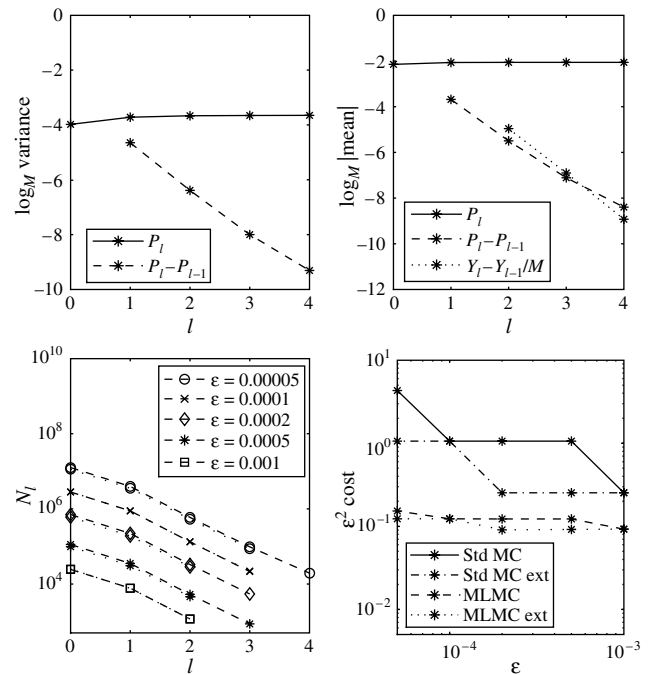 0
−2
−4
−6
−8
−10
log_M variance
P_l
P_l−P_{l−1}
0 1 2 3 4
l
0
−2
−4
−6
−8
−10
−12
log_M |mean|
P_l
P_l−P_{l−1}
Y_l−Y_{l−1}/M
0 1 2 3 4
l
10^10
10^8
10^6
10^4
N_l
ε = 0.00005
ε = 0.0001
ε = 0.0002
ε = 0.0005
ε = 0.001
0 1 2 3 4
l
10^1
10^0
10^−1
10^−2
ε^2 cost
Std MC
Std MC ext
MLMC
MLMC ext
10^−4 10^−3
ε